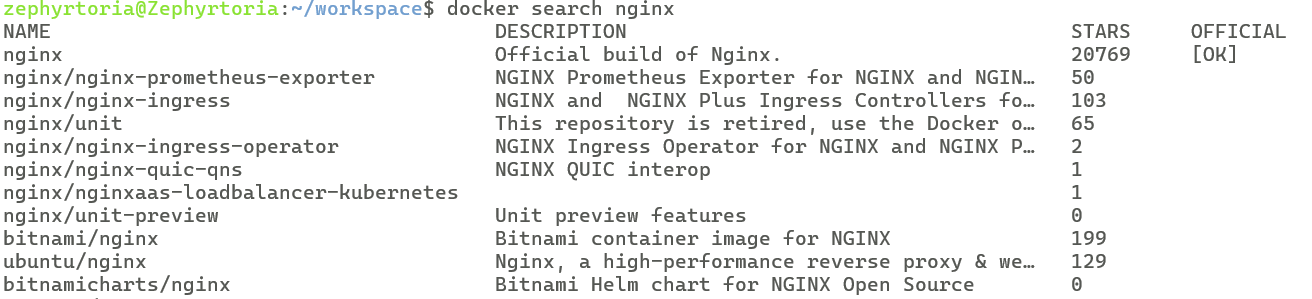 zephyrtoria@Zephyrtoria:~/workspace$ docker search nginx
NAME DESCRIPTION STARS OFFICIAL
nginx Official build of Nginx. 20769 [OK]
nginx/nginx-prometheus-exporter NGINX Prometheus Exporter for NGINX and NGIN… 50
nginx/nginx-ingress NGINX and  NGINX Plus Ingress Controllers fo… 103
nginx/unit This repository is retired, use the Docker o… 65
nginx/nginx-ingress-operator NGINX Ingress Operator for NGINX and NGINX P… 2
nginx/nginx-quic-qns NGINX QUIC interop 1
nginx/nginxaas-loadbalancer-kubernetes 1
nginx/unit-preview Unit preview features 0
bitnami/nginx Bitnami container image for NGINX 199
ubuntu/nginx Nginx, a high-performance reverse proxy & we… 129
bitnamicharts/nginx Bitnami Helm chart for NGINX Open Source 0